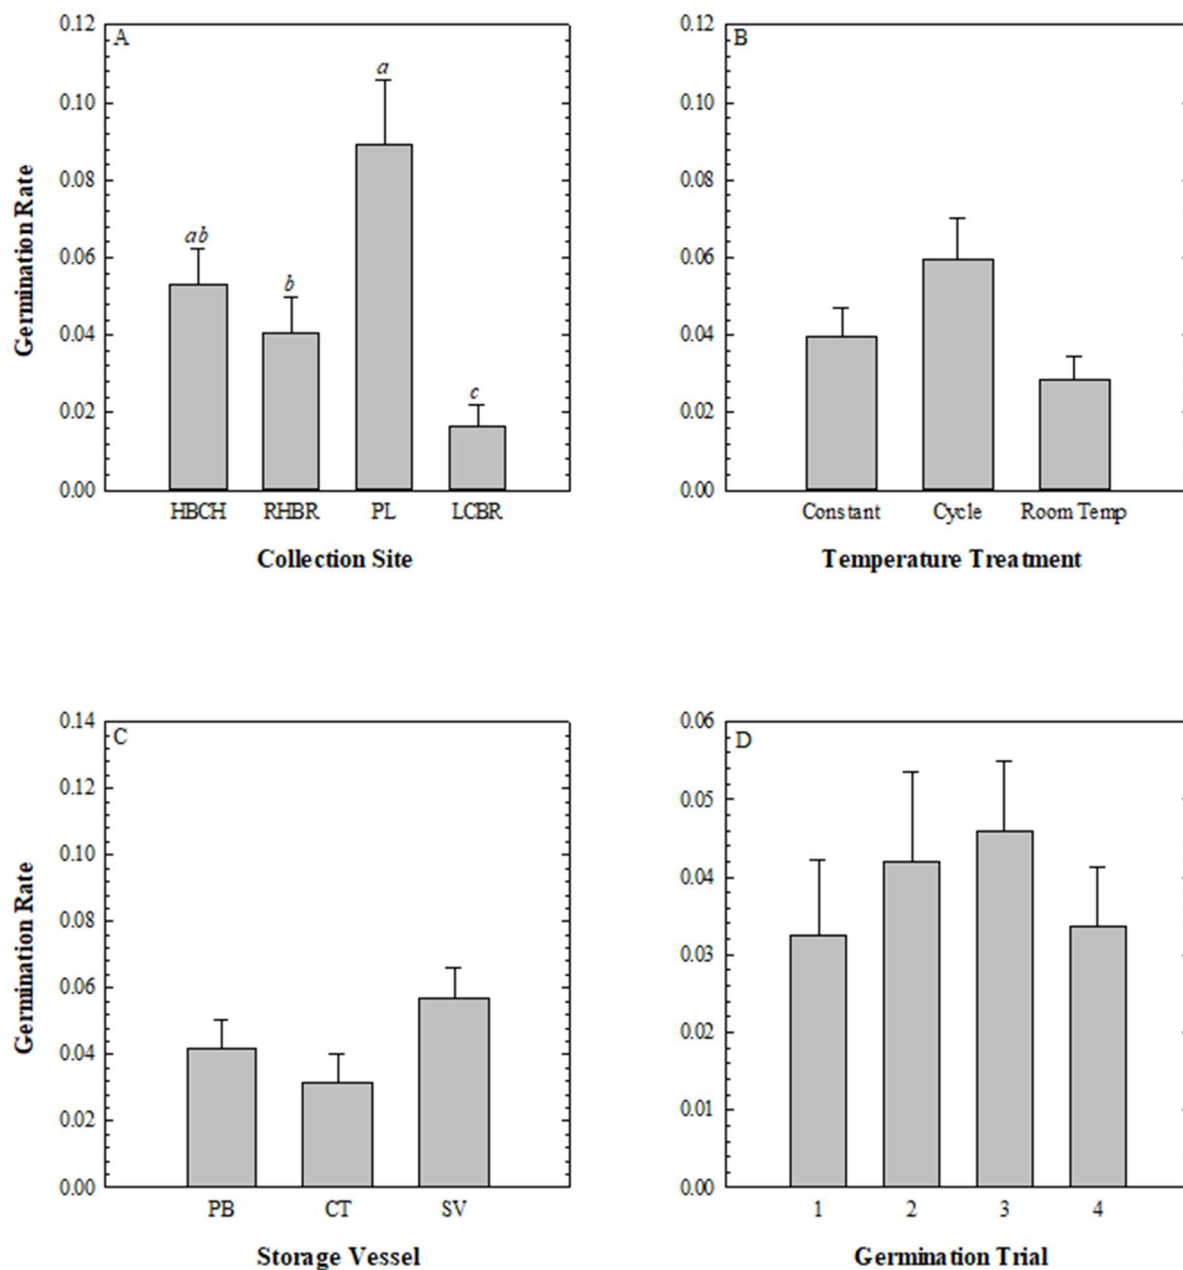 A
0.12
0.10
0.08
0.06
0.04
0.02
0.00
Germination Rate
ab
b
a
c
HBCH RHBR PL LCBR
Collection Site
B
0.12
0.10
0.08
0.06
0.04
0.02
0.00
Constant Cycle Room Temp
Temperature Treatment
C
0.14
0.12
0.10
0.08
0.06
0.04
0.02
0.00
Germination Rate
PB CT SV
Storage Vessel
D
0.06
0.05
0.04
0.03
0.02
0.01
0.00
1 2 3 4
Germination Trial